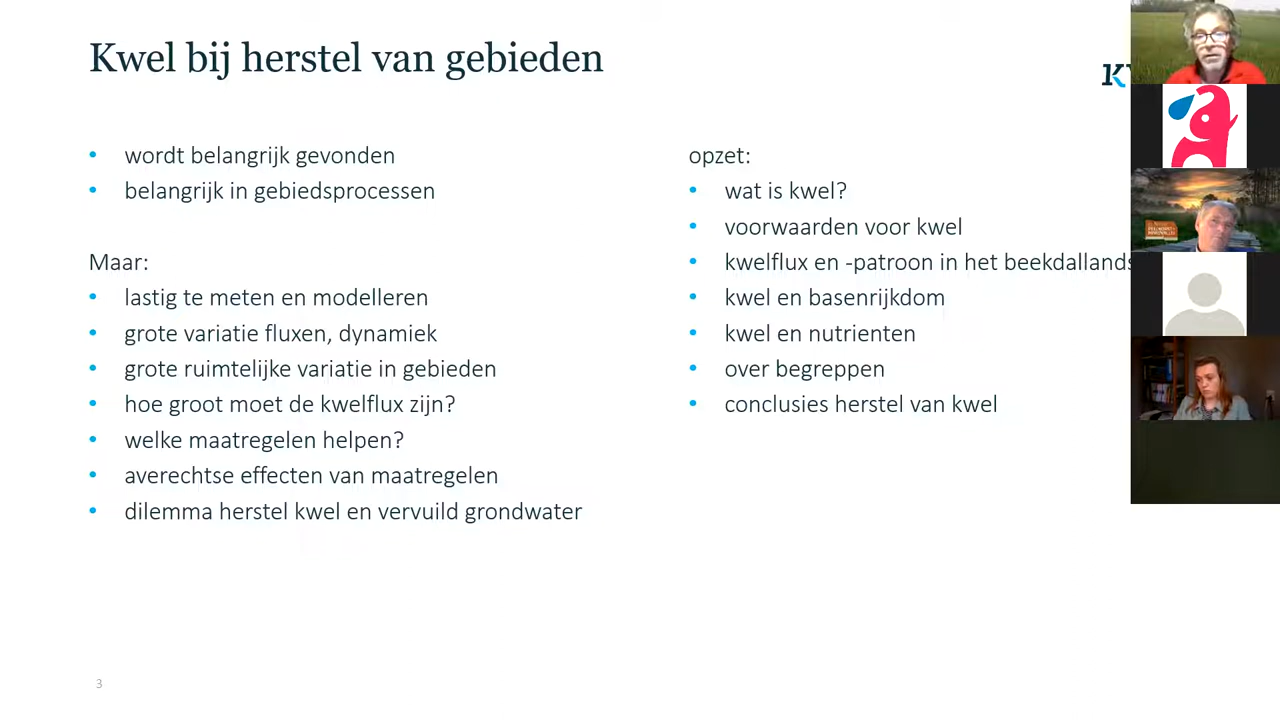 Kwel bij herstel van gebieden
wordt belangrijk gevonden
belangrijk in gebiedsprocessen
Maar:
lastig te meten en modelleren
grote variatie fluxen, dynamiek
grote ruimtelijke variatie in gebieden
hoe groot moet de kwelflux zijn?
welke maatregelen helpen?
averechtse effecten van maatregelen
dilemma herstel kwel en vervuild grondwater
opzet:
wat is kwel?
voorwaarden voor kwel
kwelflux en -patroon in het beekdallands
kwel en basenrijkdom
kwel en nutrienten
over begreppen
conclusies herstel van kwel
3